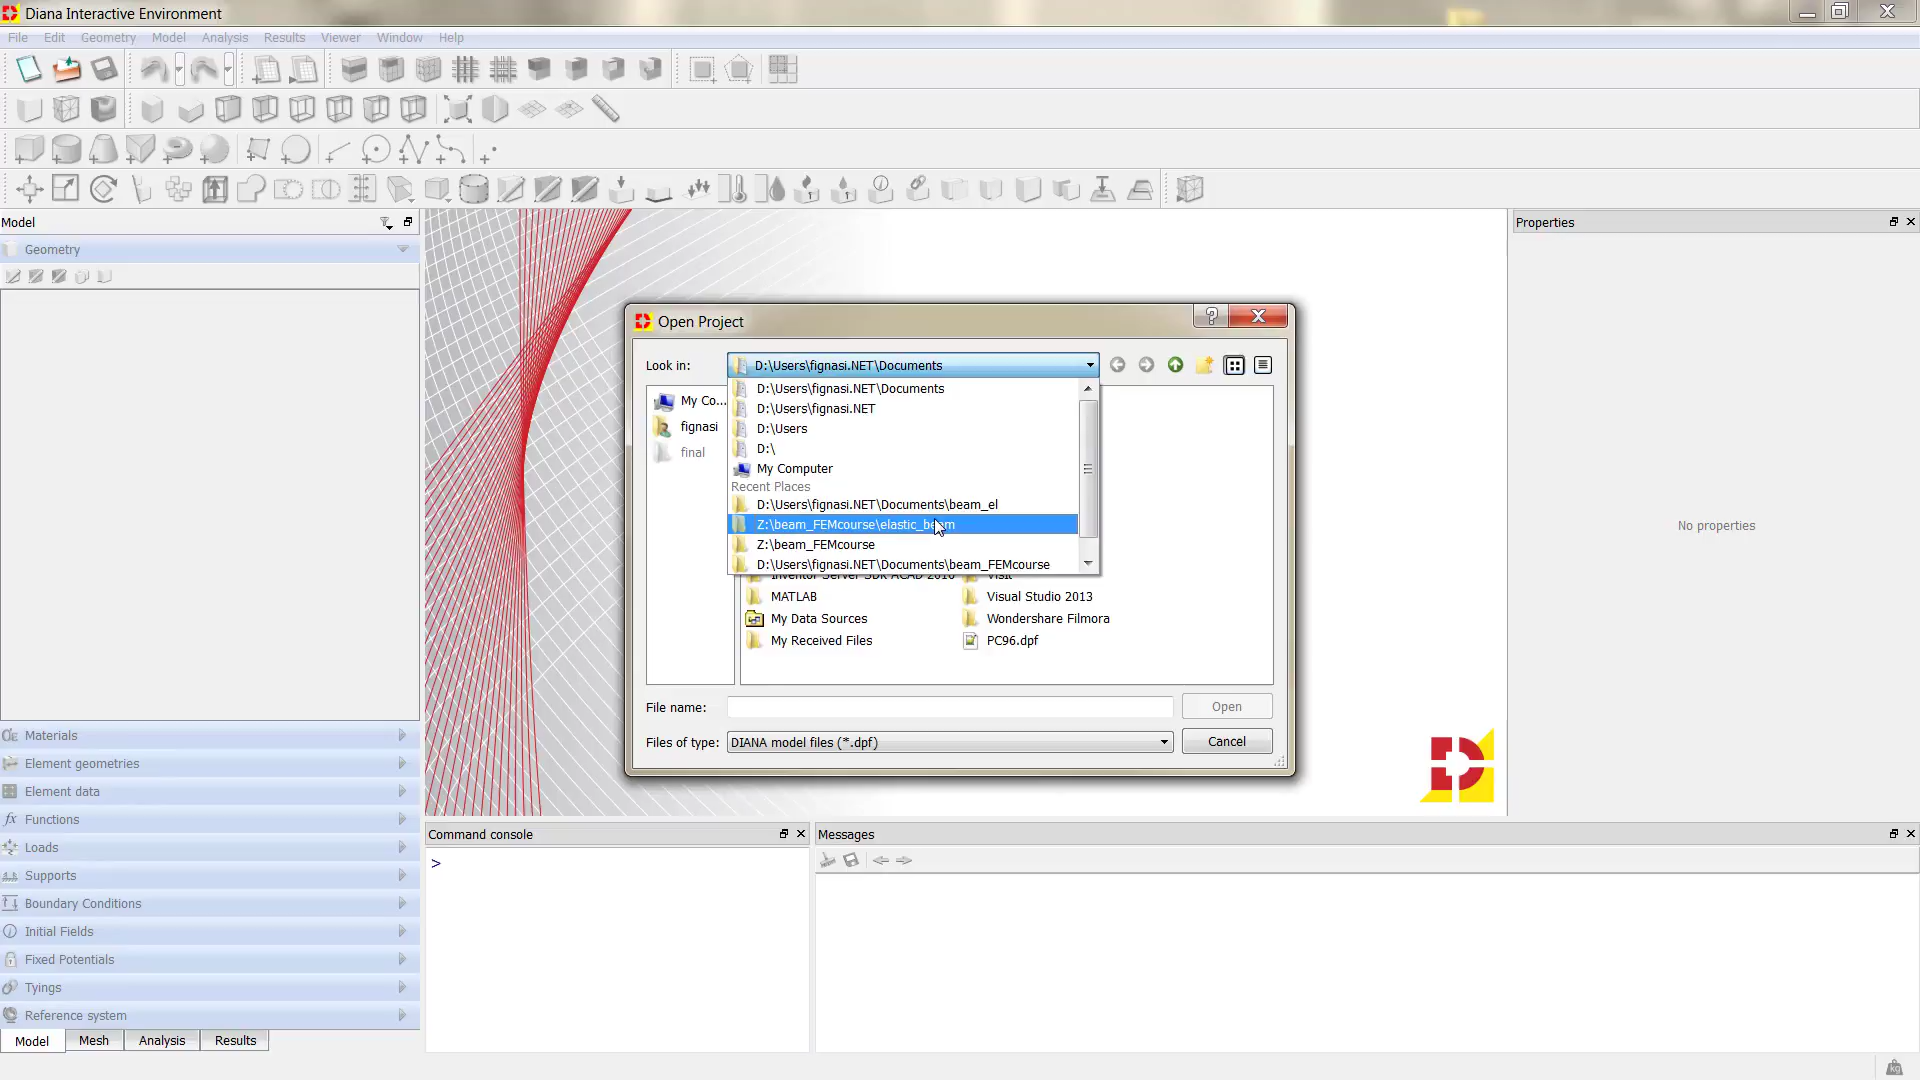 Diana Interactive Environment
File Edit Geometry Model Analysis Results Viewer Window Help
Model
Geometry
Materials
Element geometries
Element data
Functions
Loads
Supports
Boundary Conditions
Initial Fields
Fixed Potentials
Tyings
Reference system
Model Mesh Analysis Results
Open Project
Look in: D:\Users\fignasi.NET\Documents
My Co...
fignasi
final
D:\Users\fignasi.NET\Documents
D:\Users\fignasi.NET
D:\Users
D:\
My Computer
Recent Places
D:\Users\fignasi.NET\Documents\beam_el
Z:\beam_FEMcourse\elastic_beam
Z:\beam_FEMcourse
D:\Users\fignasi.NET\Documents\beam_FEMcourse
MATLAB Visual Studio 2013
My Data Sources Wondershare Filmora
My Received Files PC96.dpf
File name: Open
Files of type: DIANA model files (*.dpf) Cancel
Properties
No properties
Command console
>
Messages